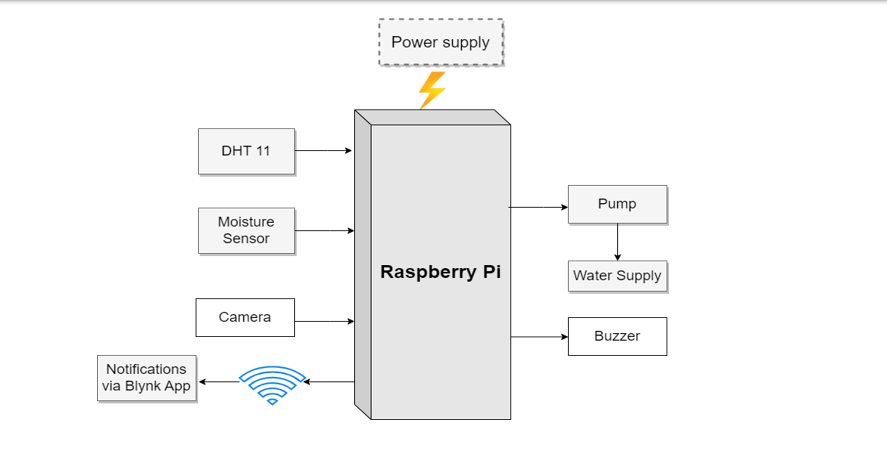 Power supply
DHT 11
Moisture
Sensor
Camera
Notifications
via Blynk App
Raspberry Pi
Pump
Water Supply
Buzzer